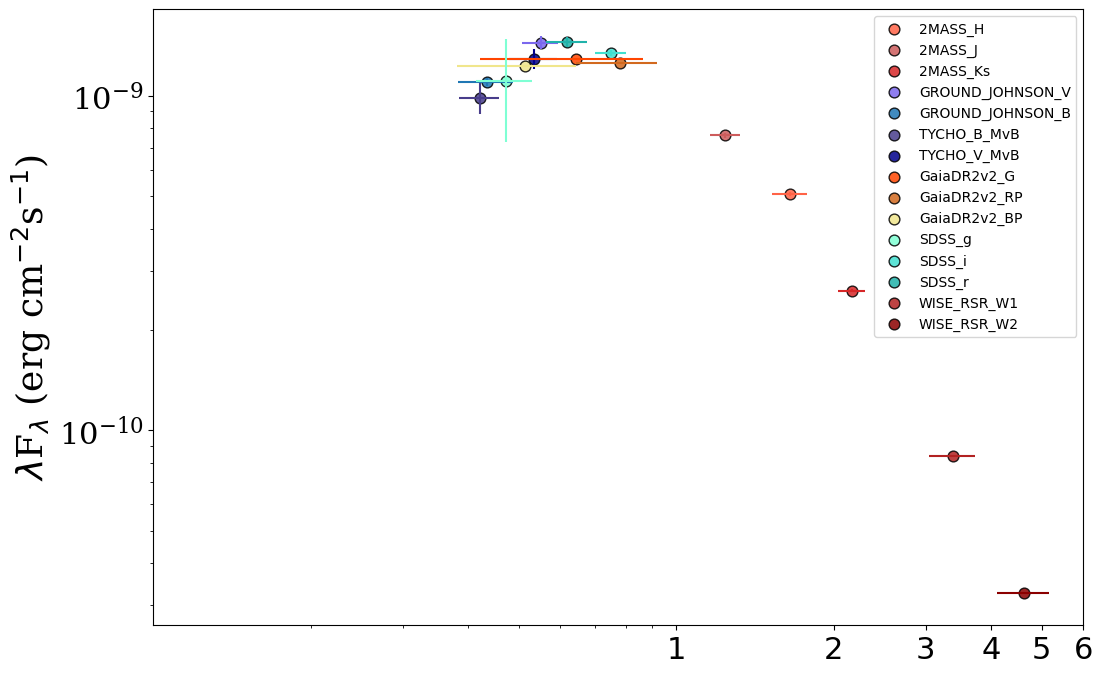 λF_λ (erg cm⁻²s⁻¹)
10⁻⁹
10⁻¹⁰
1 2 3 4 5 6
2MASS_H
2MASS_J
2MASS_Ks
GROUND_JOHNSON_V
GROUND_JOHNSON_B
TYCHO_B_MvB
TYCHO_V_MvB
GaiaDR2v2_G
GaiaDR2v2_RP
GaiaDR2v2_BP
SDSS_g
SDSS_i
SDSS_r
WISE_RSR_W1
WISE_RSR_W2